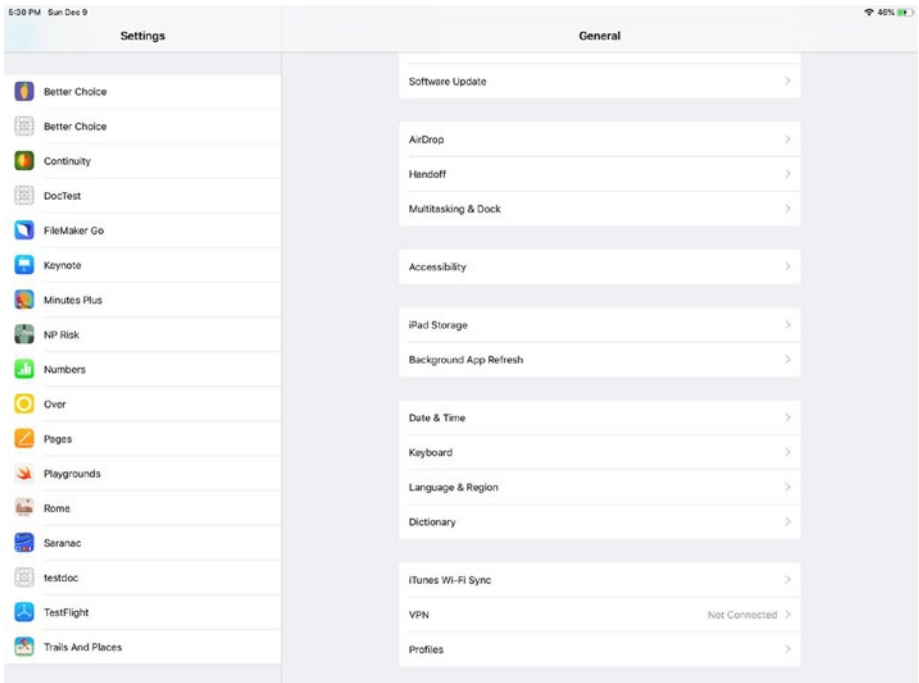 5:30 PM Sun Dec 9
46%
Settings
General
Better Choice
Better Choice
Continuity
DocTest
FileMaker Go
Keynote
Minutes Plus
NP Risk
Numbers
Over
Pages
Playgrounds
Rome
Saranac
testdoc
TestFlight
Trails And Places
Software Update
AirDrop
Handoff
Multitasking & Dock
Accessibility
iPad Storage
Background App Refresh
Date & Time
Keyboard
Language & Region
Dictionary
iTunes Wi-Fi Sync
VPN Not Connected
Profiles